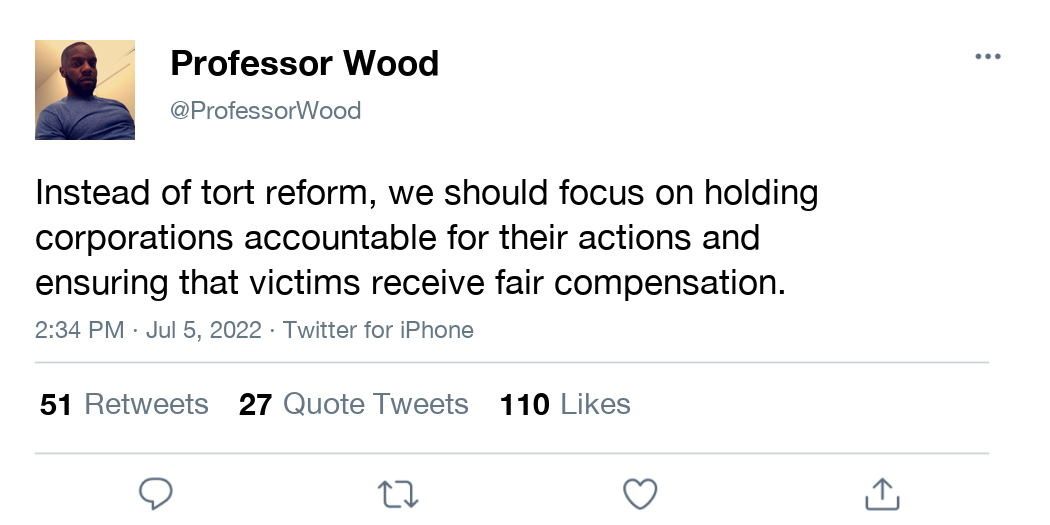 Professor Wood
@ProfessorWood
Instead of tort reform, we should focus on holding
corporations accountable for their actions and
ensuring that victims receive fair compensation.
2:34 PM · Jul 5, 2022 · Twitter for iPhone
51 Retweets 27 Quote Tweets 110 Likes